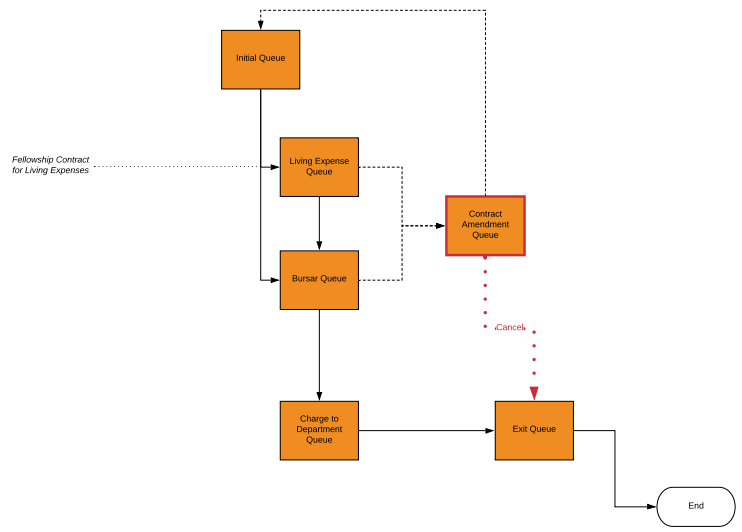 Initial Queue
Fellowship Contract
for Living Expenses
Living Expense
Queue
Contract
Amendment
Queue
Bursar Queue
Cancel
Charge to
Department
Queue
Exit Queue
End